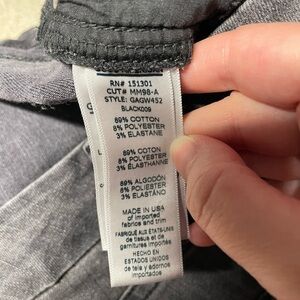 RN# 151301
CUT# MM98-A
STYLE: GAGW452
BLACK009
89% COTTON
8% POLYESTER
3% ELASTANE
89% COTON
8% POLYESTER
3% ÉLASTHANNE
89% ALGODÓN
8% POLIESTER
3% ELASTANO
MADE IN USA
of imported
fabrics and trim
FABRIQUÉ AUX ÉTATS-UNIS
de tissus et de
garnitures importés
HECHO EN
ESTADOS UNIDOS
de tela y adornos
importados